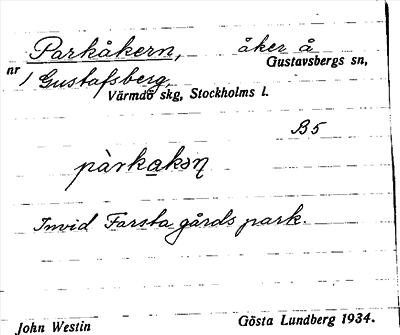 Parkåkern, åker å
nr 1 Gustafsberg, Gustavsbergs sn,
Värmdö skg, Stockholms l.
B5
pàrkakəɳ
Invid Farsta gårds park.
John Westin Gösta Lundberg 1934.